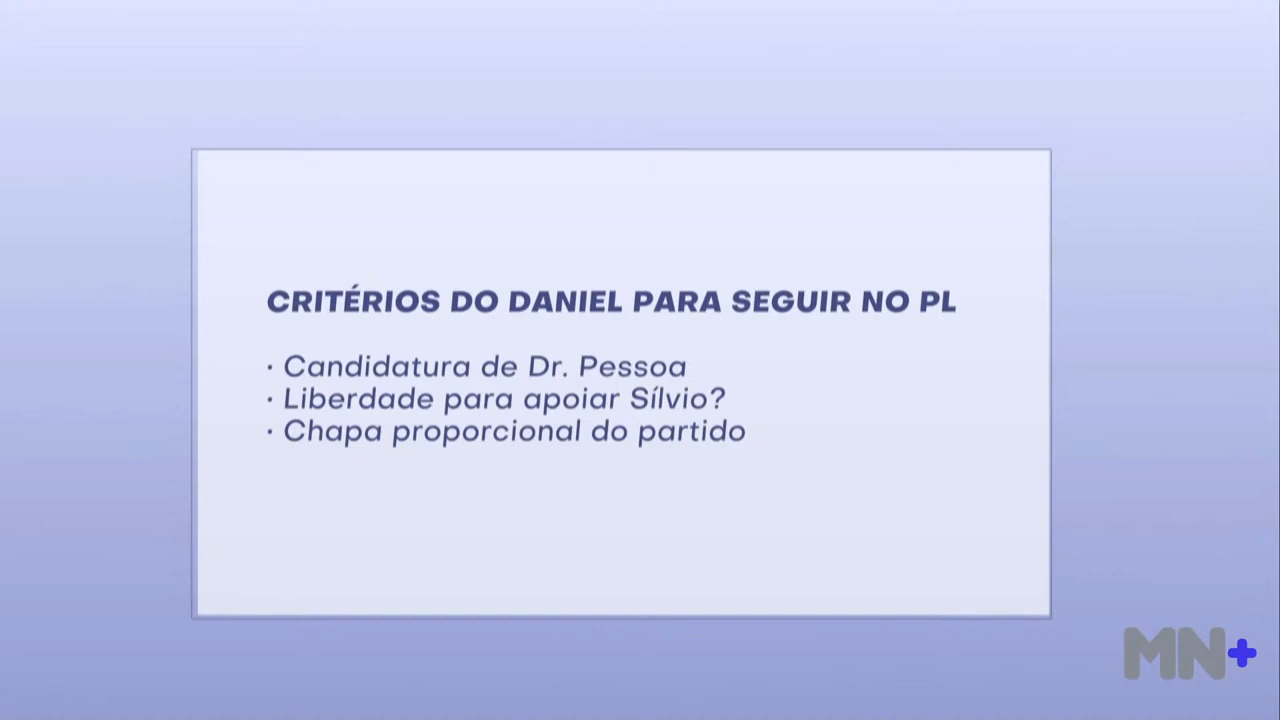 CRITÉRIOS DO DANIEL PARA SEGUIR NO PL
· Candidatura de Dr. Pessoa
· Liberdade para apoiar Sílvio?
· Chapa proporcional do partido
MN+